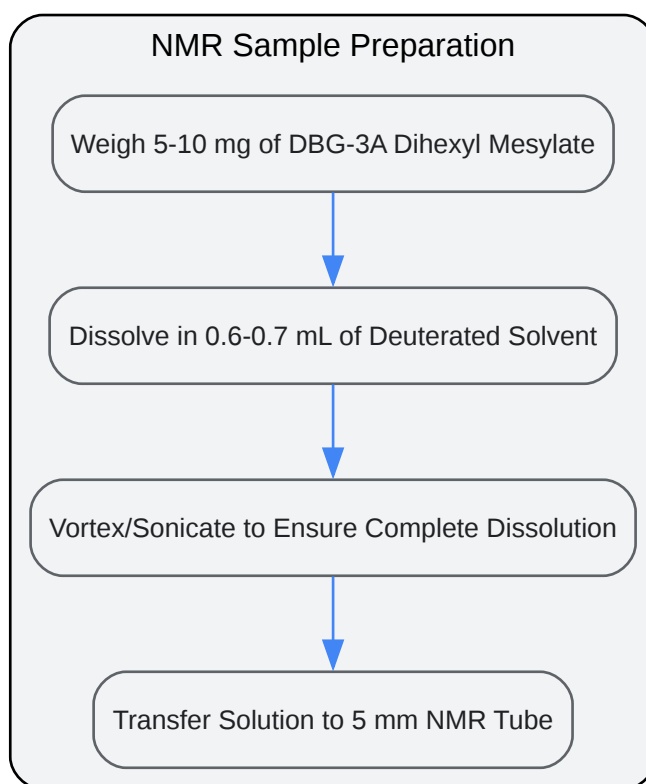 NMR Sample Preparation
Weigh 5-10 mg of DBG-3A Dihexyl Mesylate
Dissolve in 0.6-0.7 mL of Deuterated Solvent
Vortex/Sonicate to Ensure Complete Dissolution
Transfer Solution to 5 mm NMR Tube